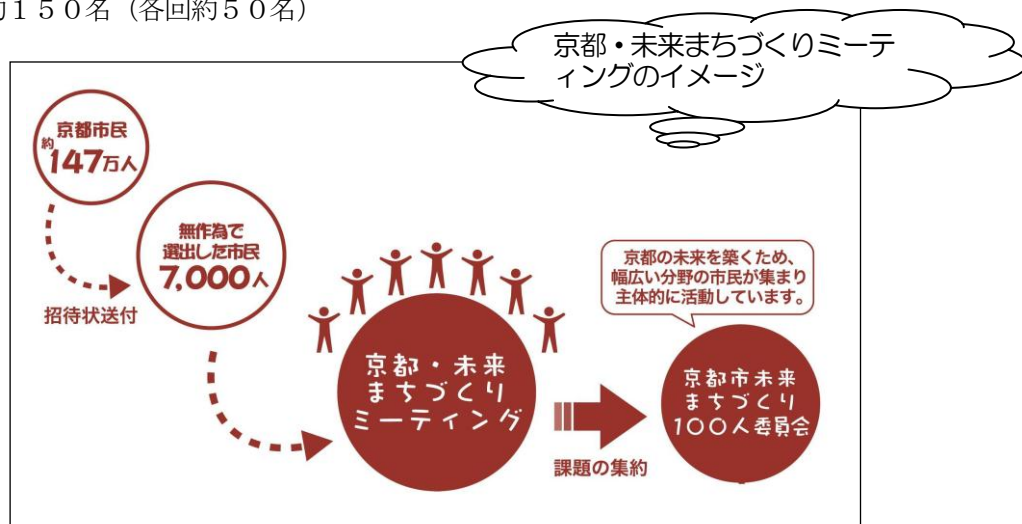 約１５０名（各回約５０名）
京都・未来まちづくりミーテ
ィングのイメージ
京都市民
約
147万人
無作為で
選出した市民
7,000人
招待状送付
京都の未来を築くため、
幅広い分野の市民が集まり
主体的に活動しています。
京都・未来
まちづくり
ミーティング
京都市未来
まちづくり
100人委員会
課題の集約